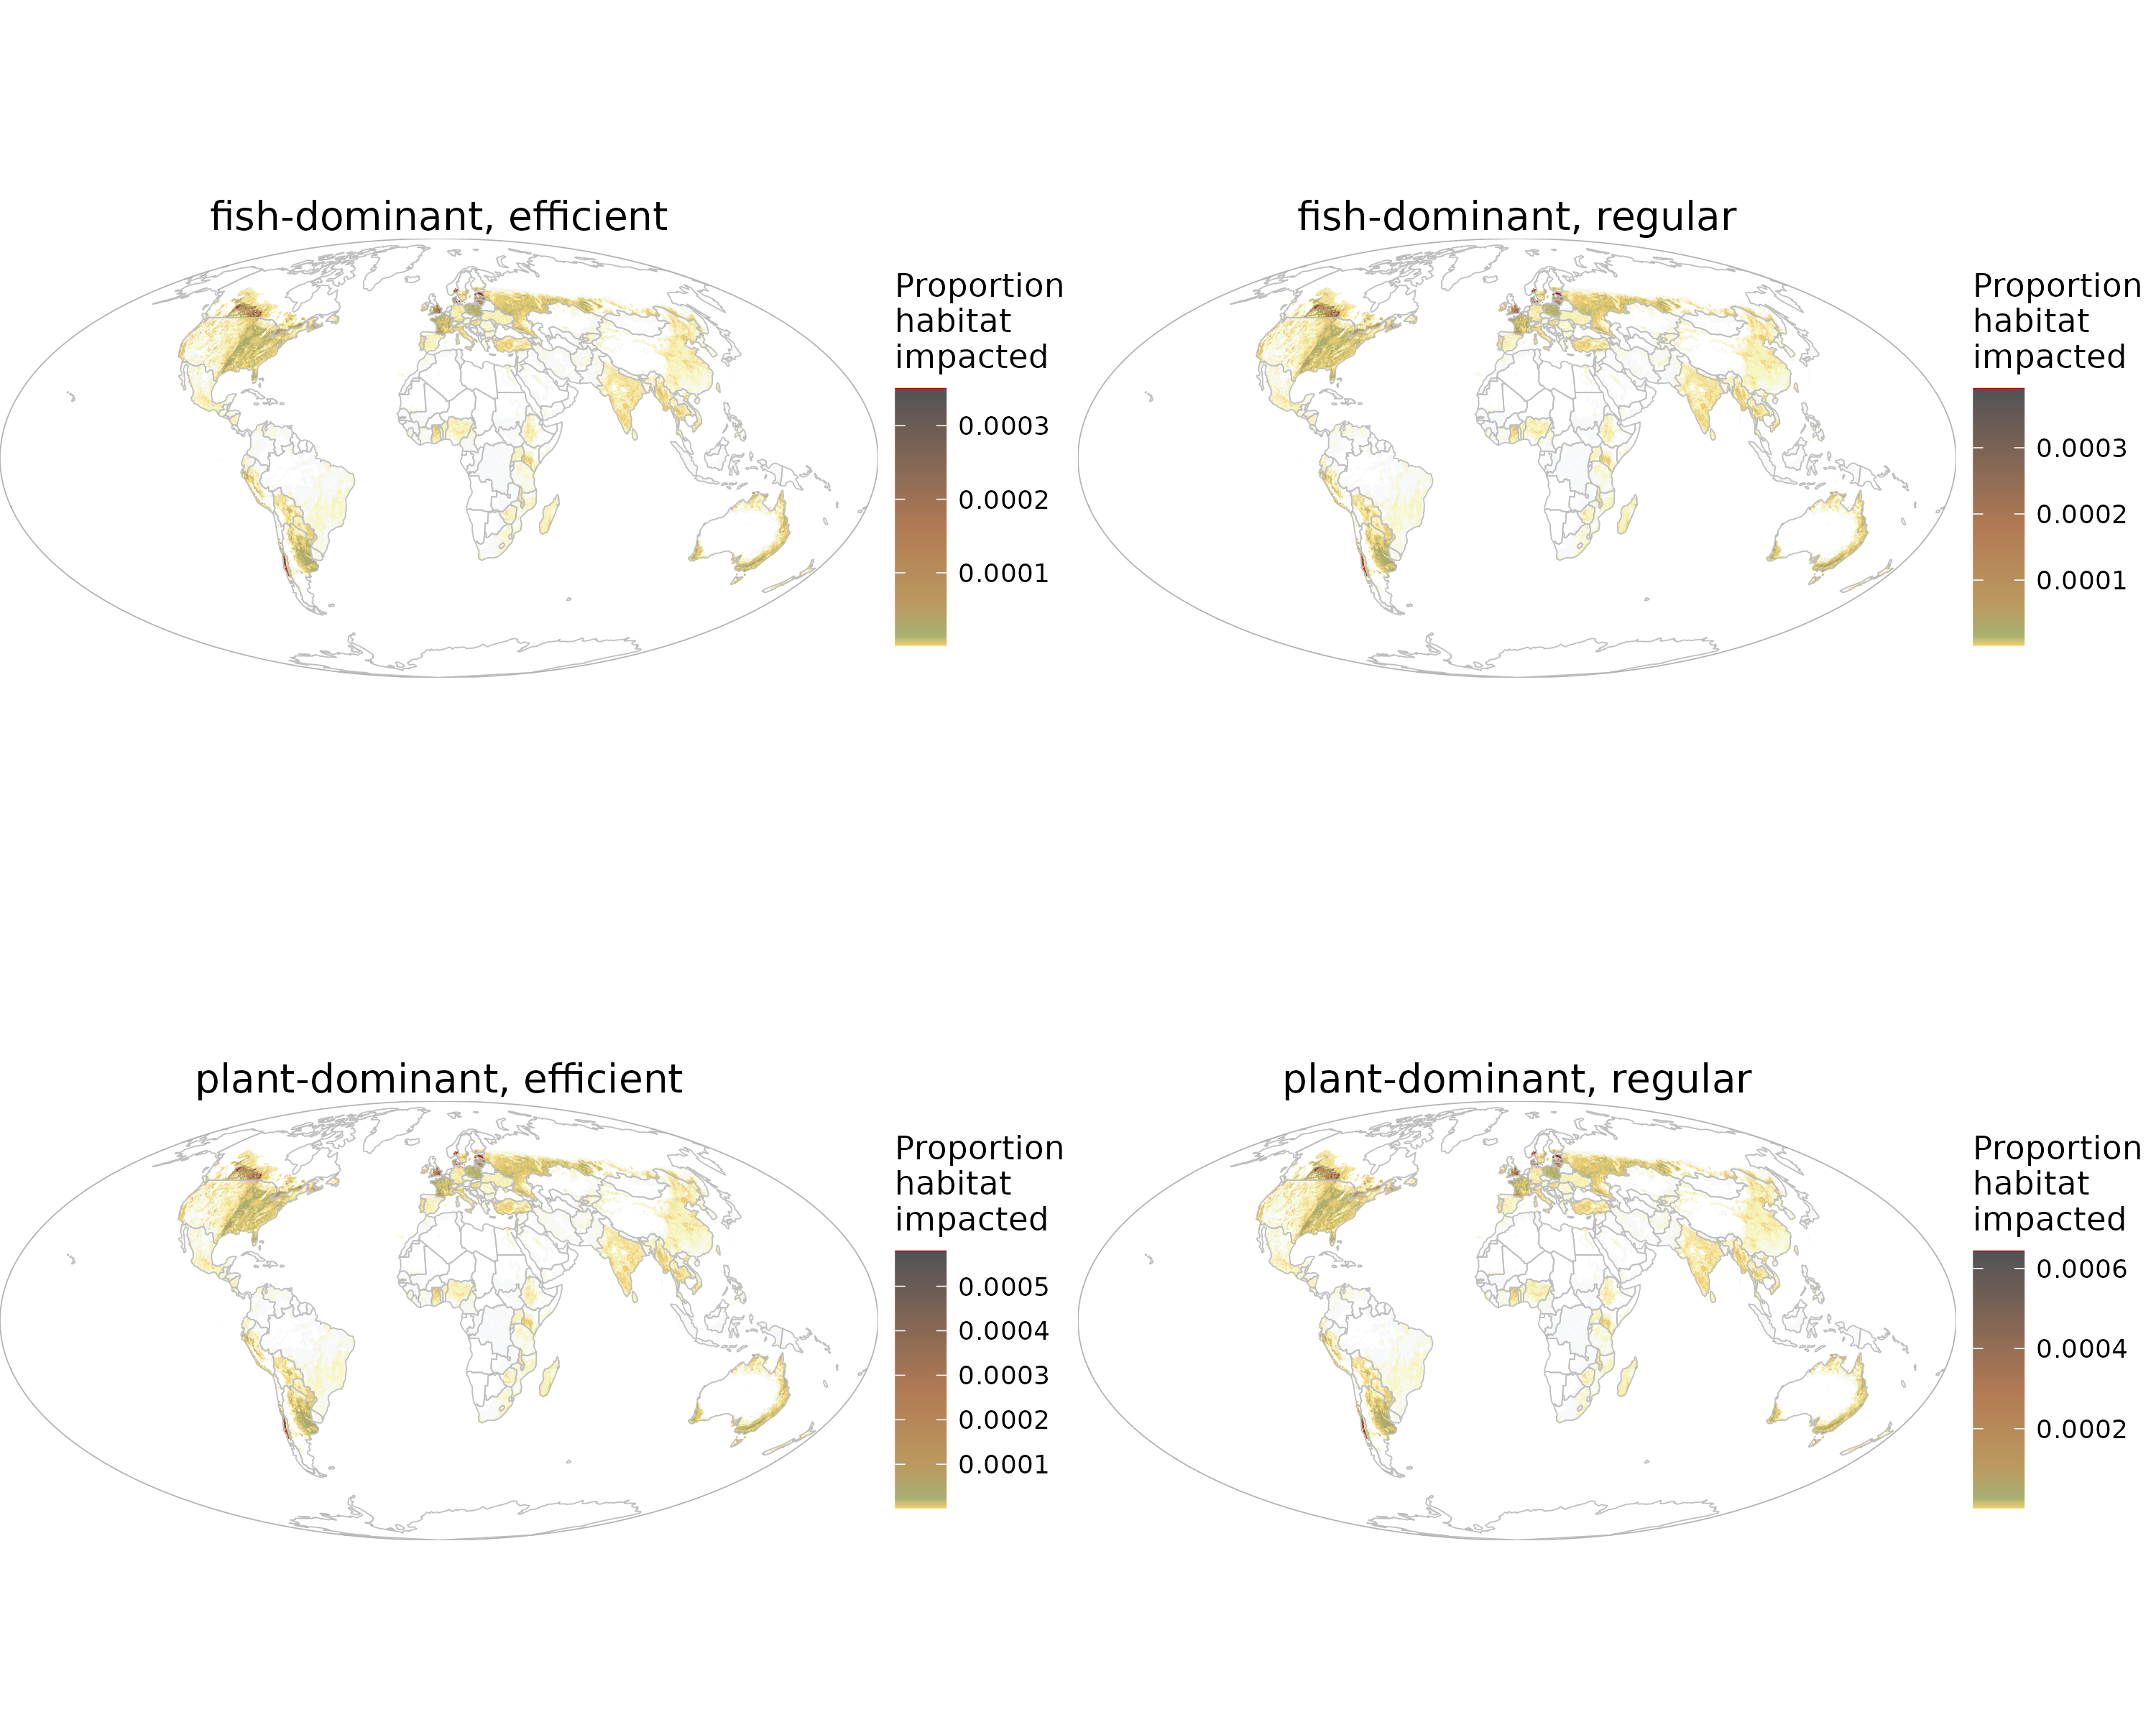 fish-dominant, efficient
Proportion
habitat
impacted
0.0003
0.0002
0.0001
fish-dominant, regular
Proportion
habitat
impacted
0.0003
0.0002
0.0001
plant-dominant, efficient
Proportion
habitat
impacted
0.0005
0.0004
0.0003
0.0002
0.0001
plant-dominant, regular
Proportion
habitat
impacted
0.0006
0.0004
0.0002